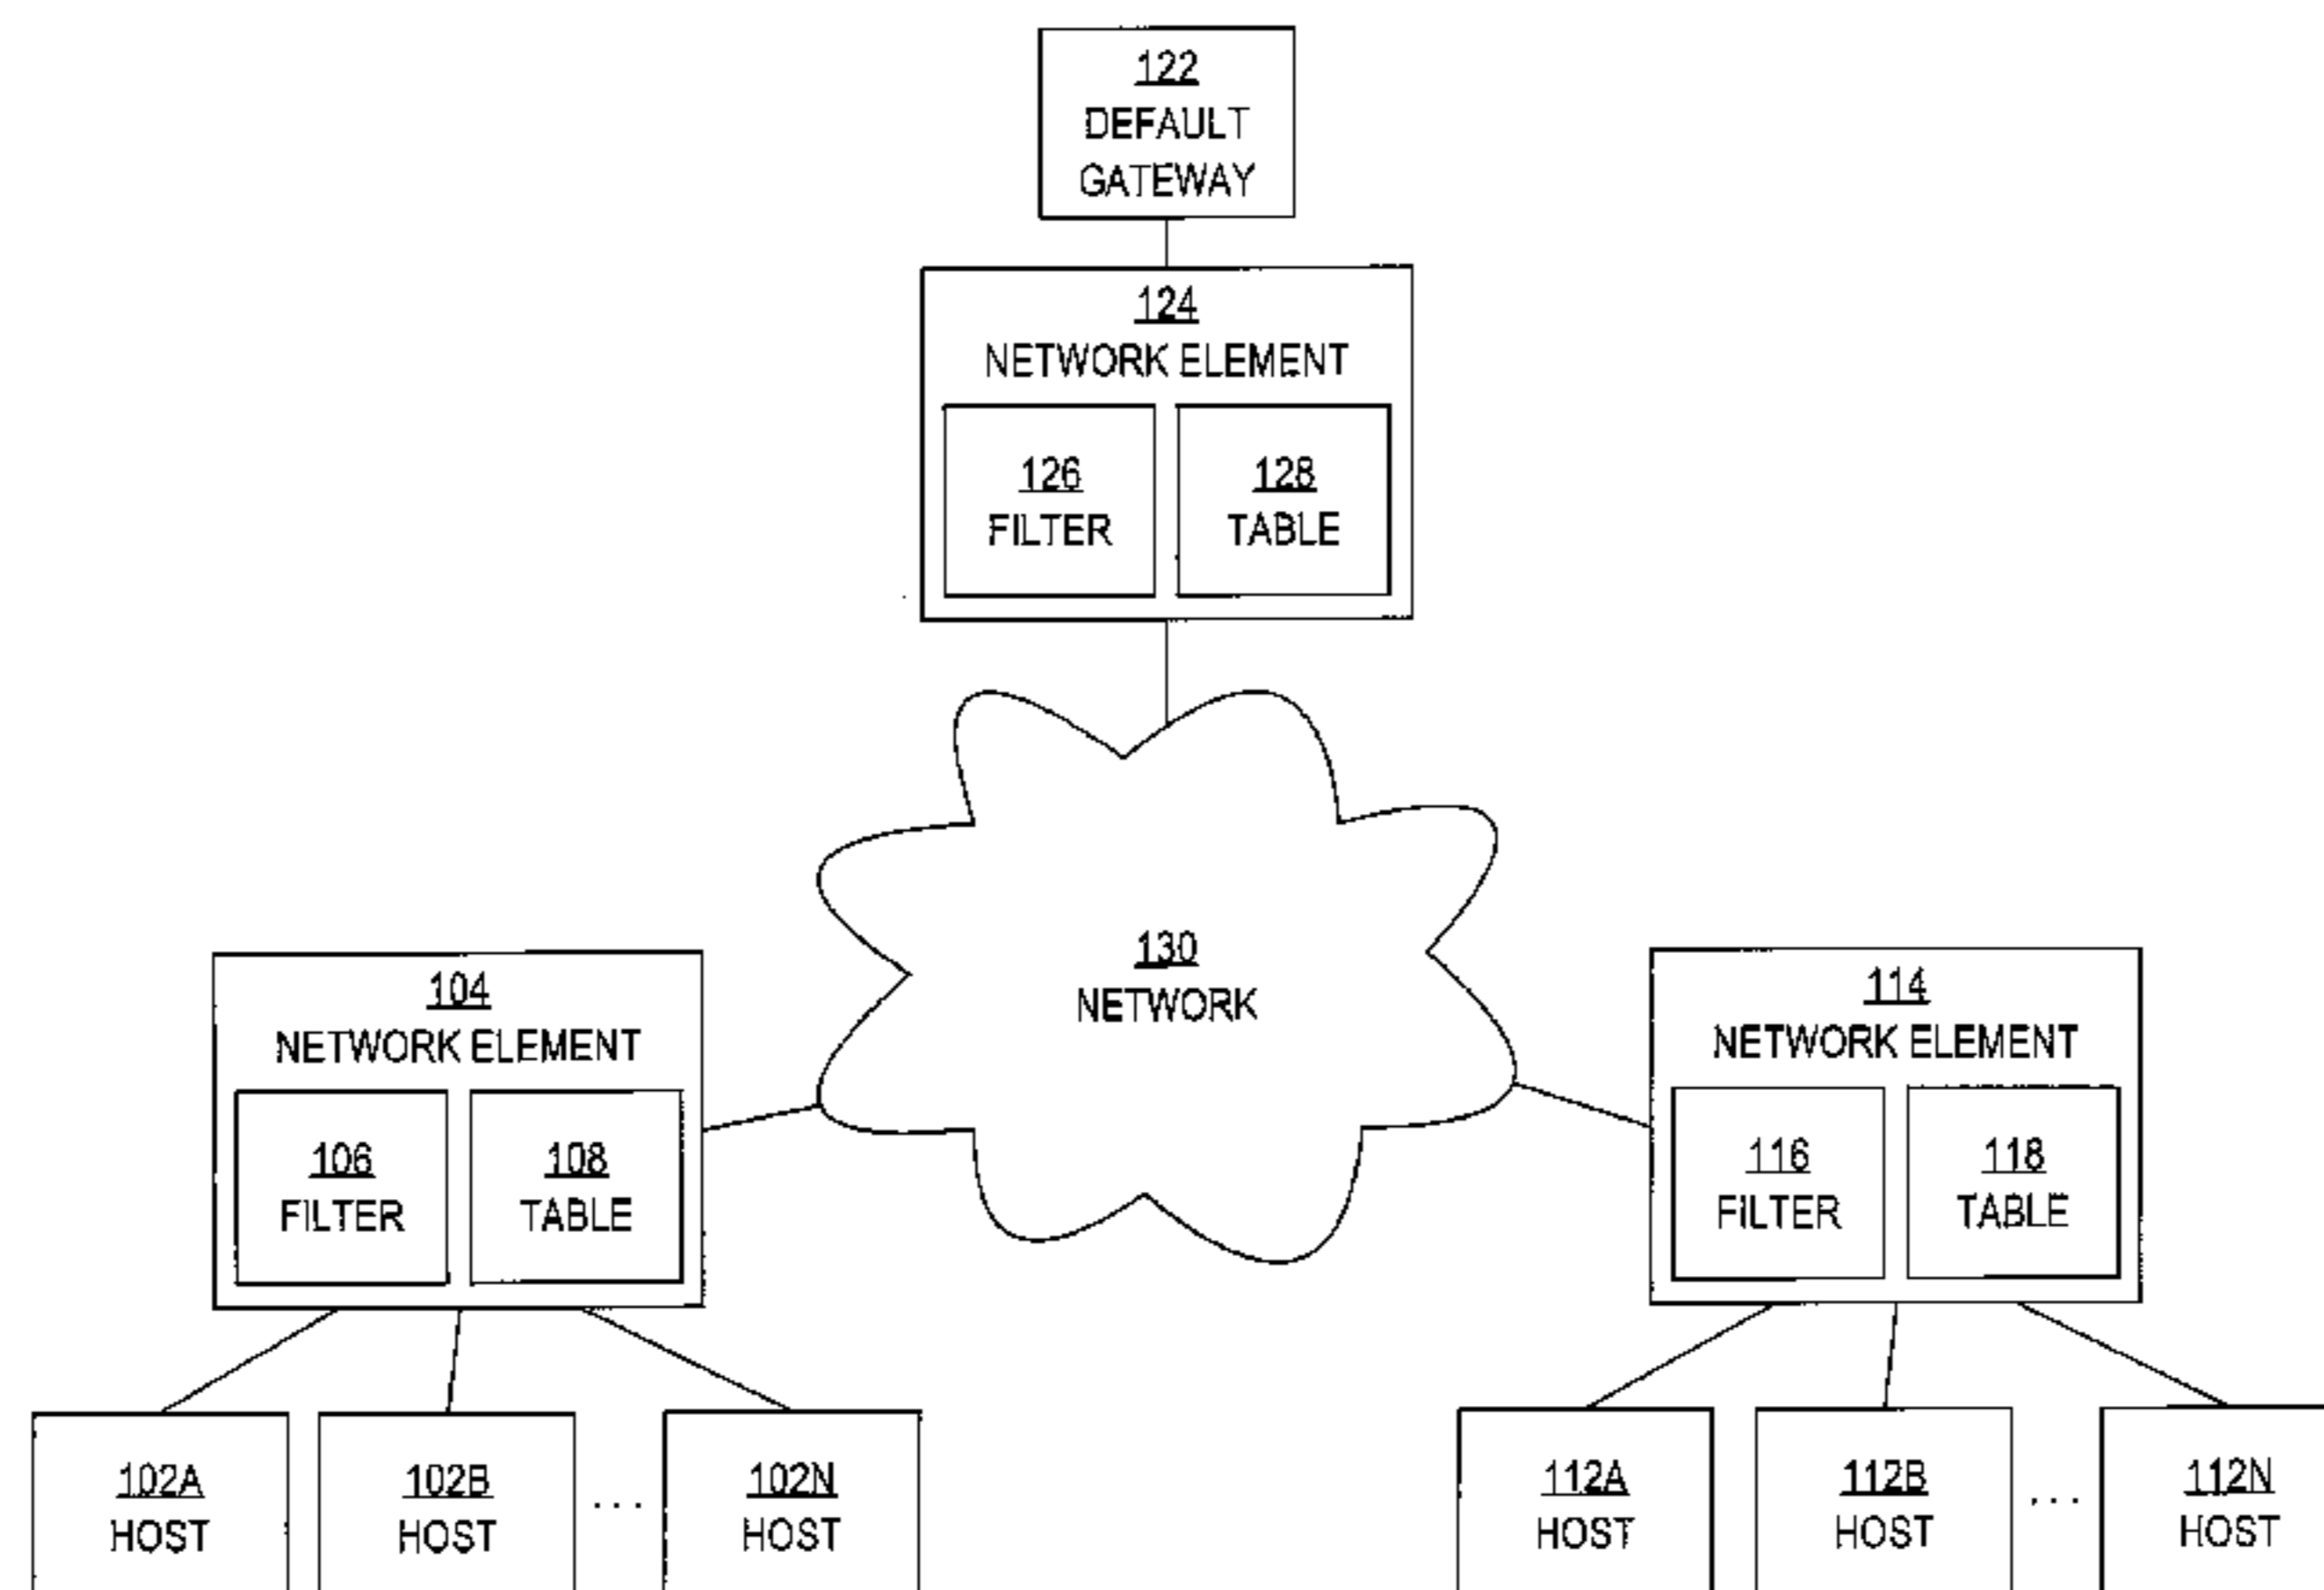 122
DEFAULT
GATEWAY
124
NETWORK ELEMENT
126
FILTER
128
TABLE
130
NETWORK
104
NETWORK ELEMENT
106
FILTER
108
TABLE
114
NETWORK ELEMENT
116
FILTER
118
TABLE
102A
HOST
102B
HOST
...
102N
HOST
112A
HOST
112B
HOST
...
112N
HOST